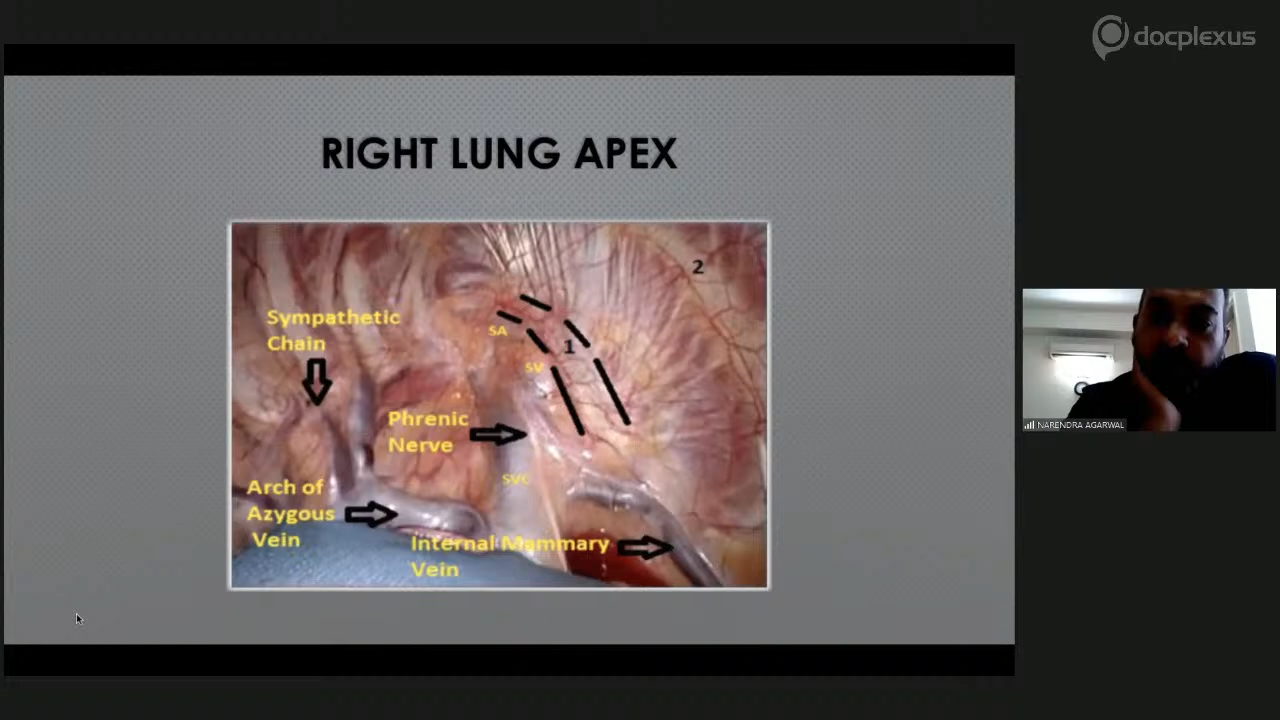 docplexus
RIGHT LUNG APEX
2
Sympathetic
Chain
SA
1
SV
Phrenic
Nerve
SVC
Arch of
Azygous
Vein
Internal Mammary
Vein
NARENDRA AGARWAL